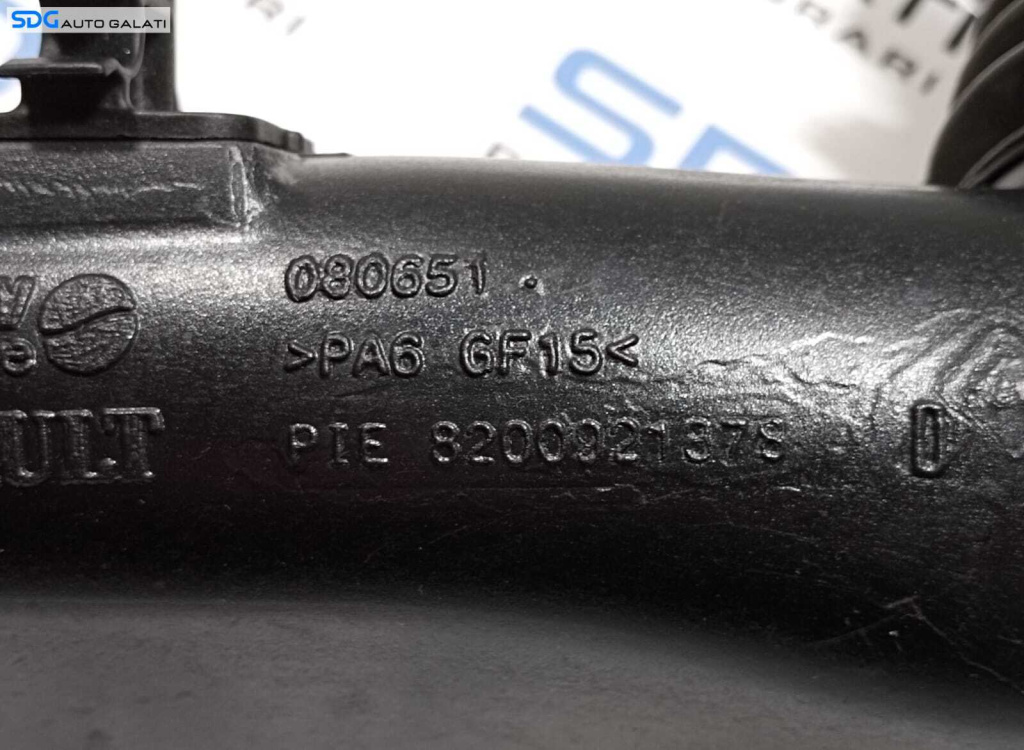 SDG AUTO GALATI
080651 .
>PA6 GF15<
PIE 8200921378 D